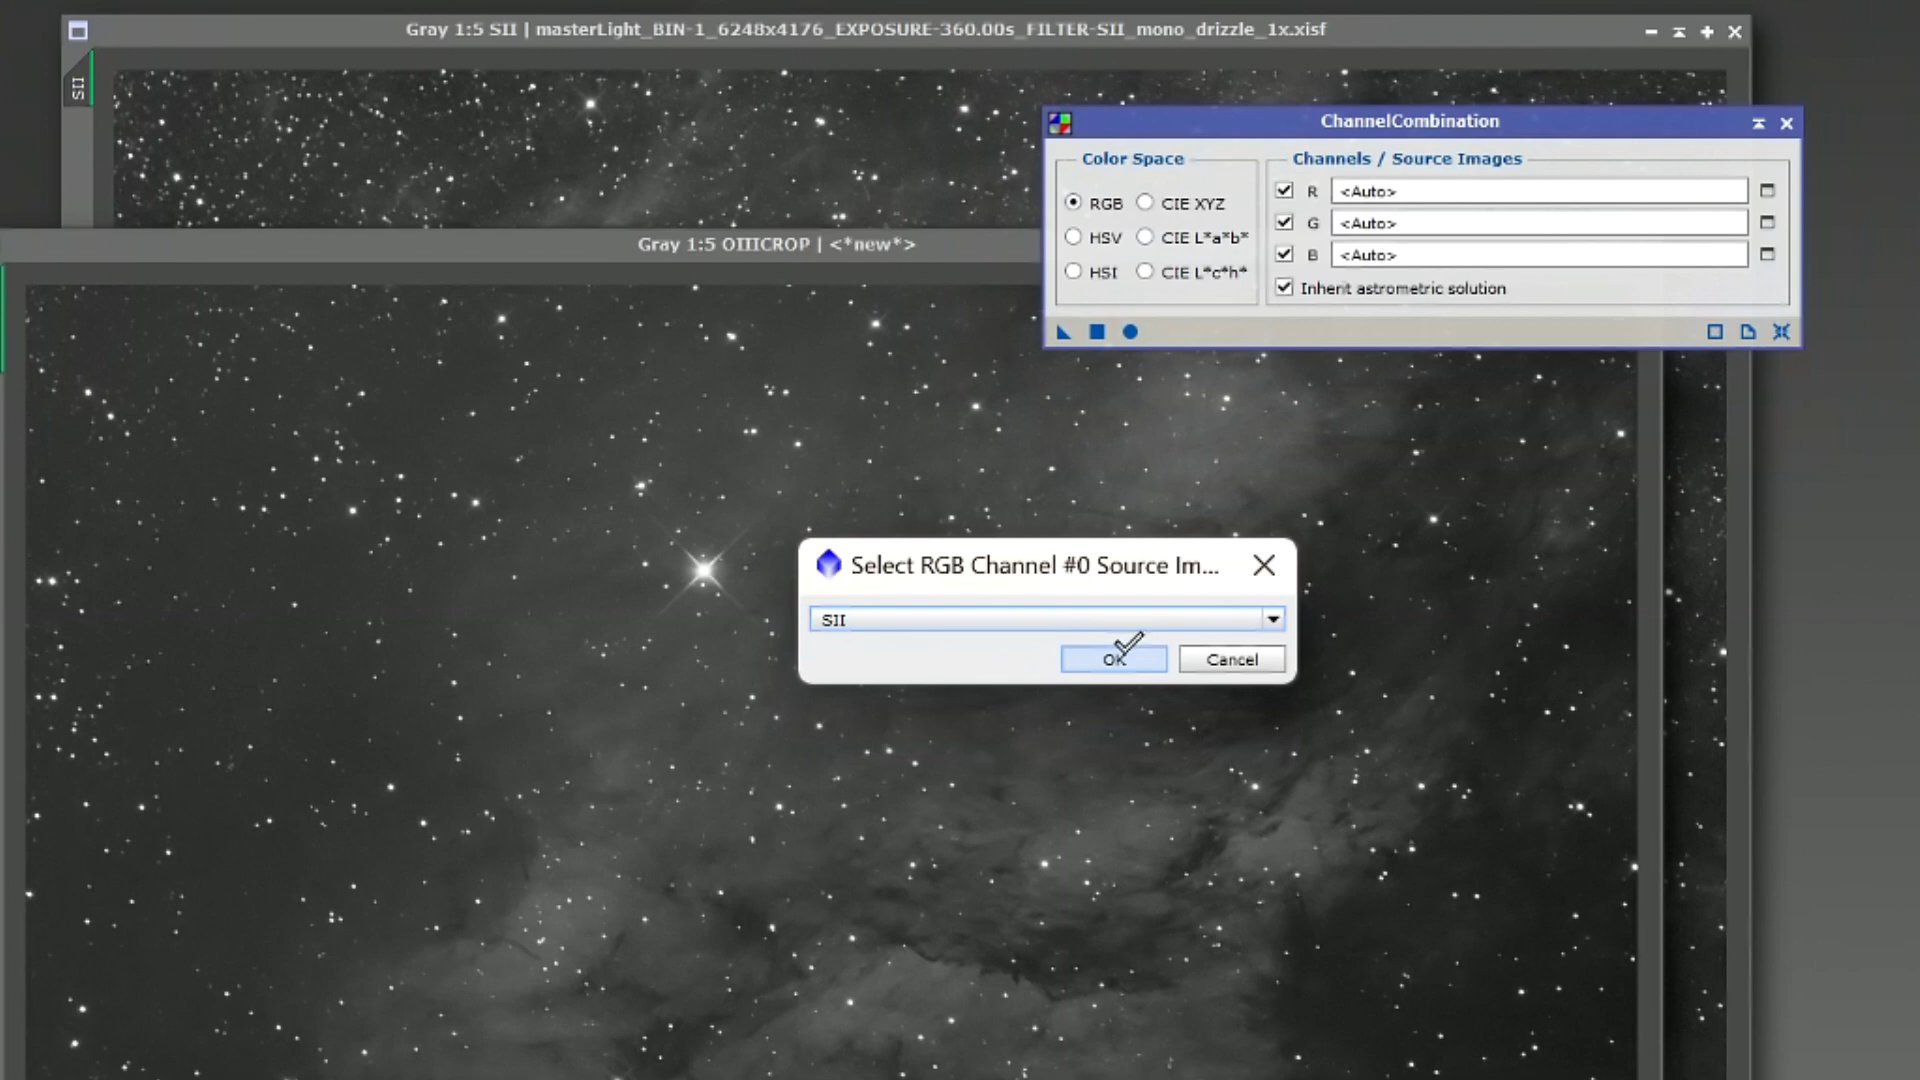 Gray 1:5 SII | masterLight_BIN-1_6248x4176_EXPOSURE-360.00s_FILTER-SII_mono_drizzle_1x.xisf
SII
ChannelCombination
Color Space
Channels / Source Images
RGB
CIE XYZ
R
<Auto>
HSV
CIE L*a*b*
G
<Auto>
HSI
CIE L*c*h*
B
<Auto>
Inherit astrometric solution
Gray 1:5 OIIICROP | <*new*>
Select RGB Channel #0 Source Im...
SII
OK
Cancel